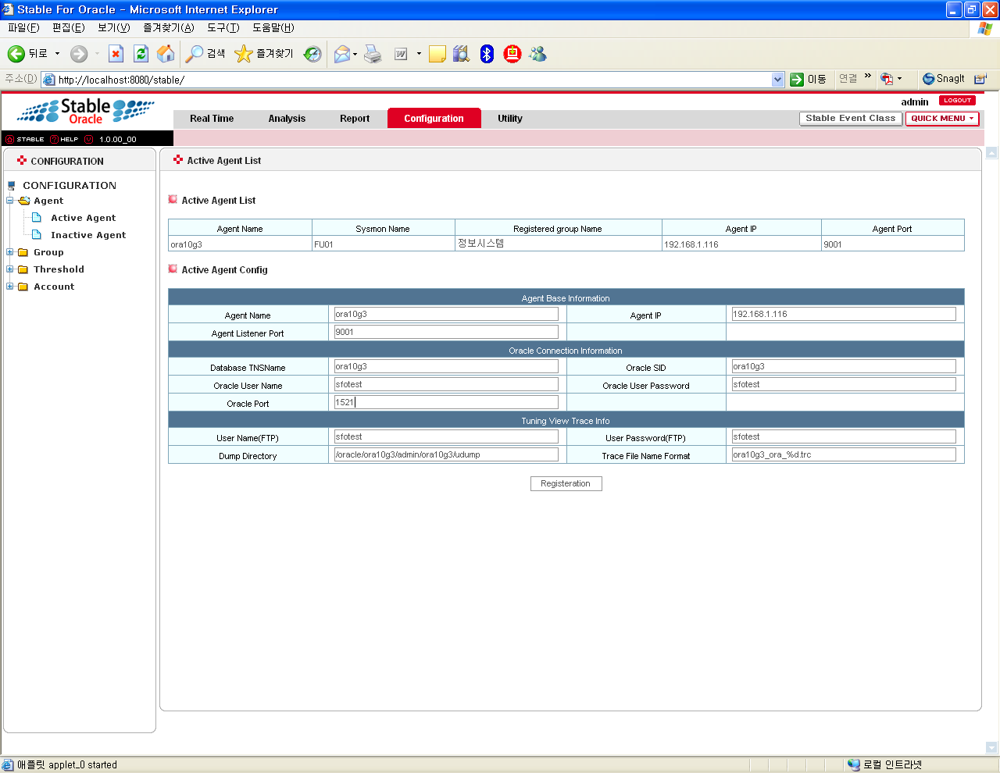 Stable For Oracle - Microsoft Internet Explorer
파일(F) 편집(E) 보기(V) 즐겨찾기(A) 도구(T) 도움말(H)
뒤로 검색 즐겨찾기
주소(D) http://localhost:8080/stable/ 이동 연결 » SnagIt
Stable
Oracle
admin LOGOUT
Real Time Analysis Report Configuration Utility Stable Event Class QUICK MENU
STABLE ? HELP V 1.0.00_00
CONFIGURATION
CONFIGURATION
Agent
Active Agent
Inactive Agent
Group
Threshold
Account
Active Agent List
Active Agent List
Agent Name Sysmon Name Registered group Name Agent IP Agent Port
ora10g3 FU01 정보시스템 192.168.1.116 9001
Active Agent Config
Agent Base Information
Agent Name ora10g3 Agent IP 192.168.1.116
Agent Listener Port 9001
Oracle Connection Information
Database TNSName ora10g3 Oracle SID ora10g3
Oracle User Name sfotest Oracle User Password sfotest
Oracle Port 1521
Tuning View Trace Info
User Name(FTP) sfotest User Password(FTP) sfotest
Dump Directory /oracle/ora10g3/admin/ora10g3/udump Trace File Name Format ora10g3_ora_%d.trc
Registeration
애플릿 applet_0 started 로컬 인트라넷